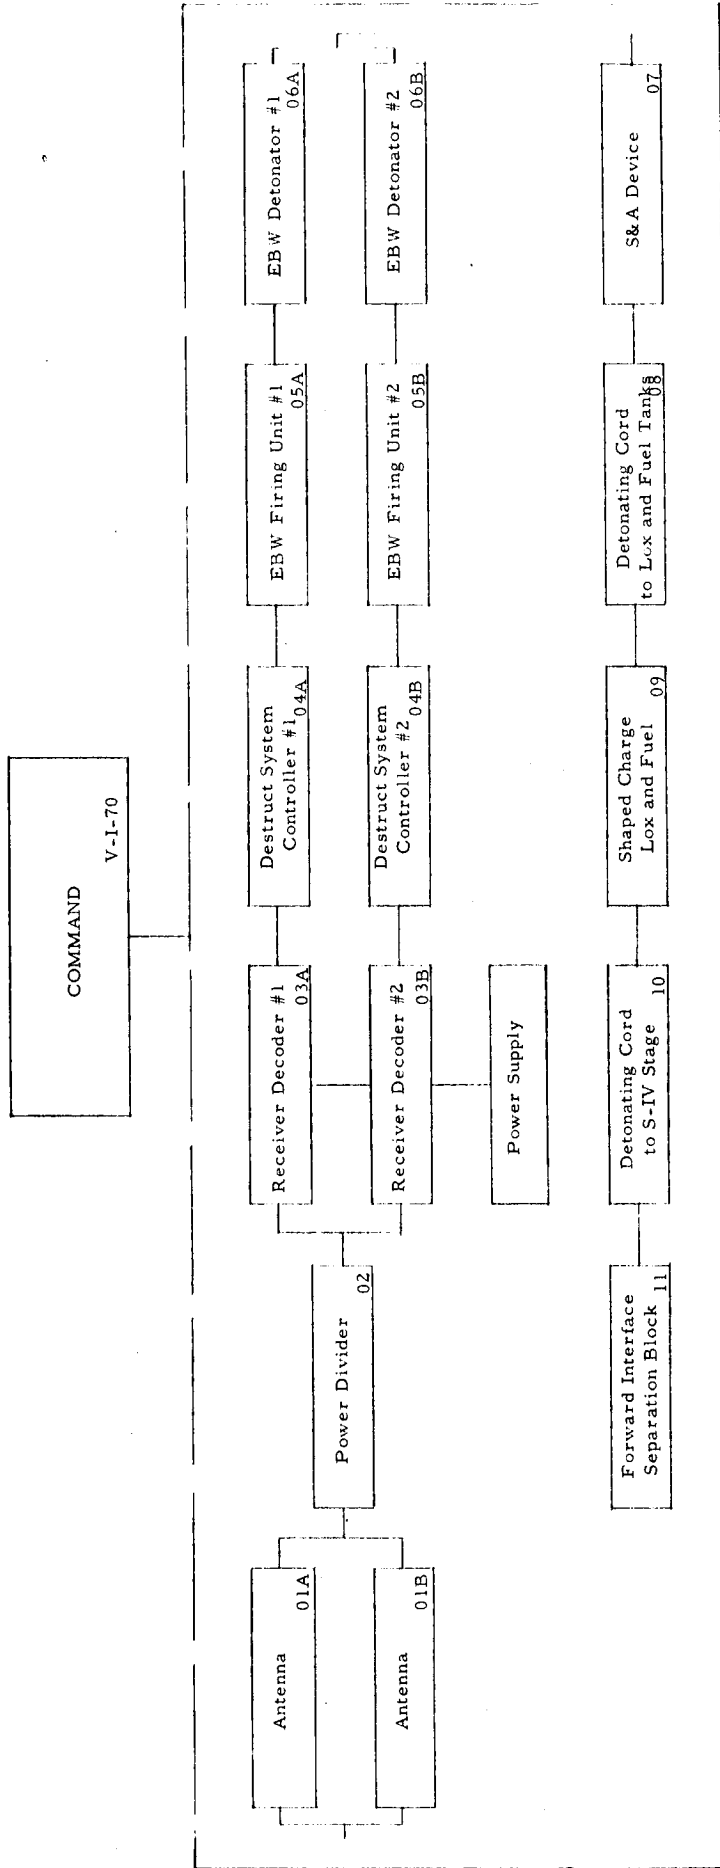 COMMAND
V-I-70
Antenna
01A
Antenna
01B
Power Divider
02
Receiver Decoder #1
03A
Receiver Decoder #2
03B
Power Supply
Destruct System
Controller #1
04A
Destruct System
Controller #2
04B
EBW Firing Unit #1
05A
EBW Firing Unit #2
05B
EBW Detonator #1
06A
EBW Detonator #2
06B
Forward Interface
Separation Block
11
Detonating Cord
to S-IV Stage
10
Shaped Charge
Lox and Fuel
09
Detonating Cord
to Lox and Fuel Tanks
08
S&A Device
07